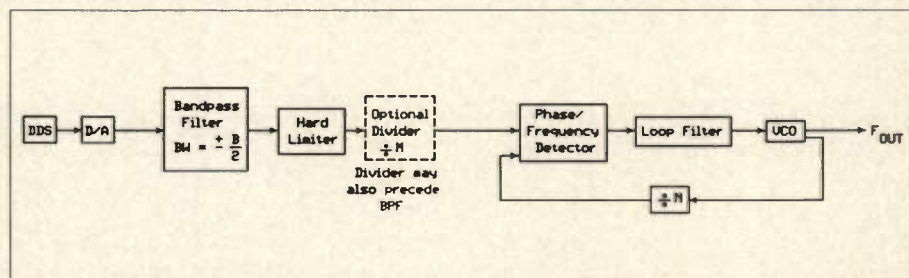 DDS
D/A
Bandpass
Filter
BW = ± B/2
Hard
Limiter
Optional
Divider
÷ M
Divider may
also precede
BPF
Phase/
Frequency
Detector
Loop Filter
VCO
F OUT
÷ N